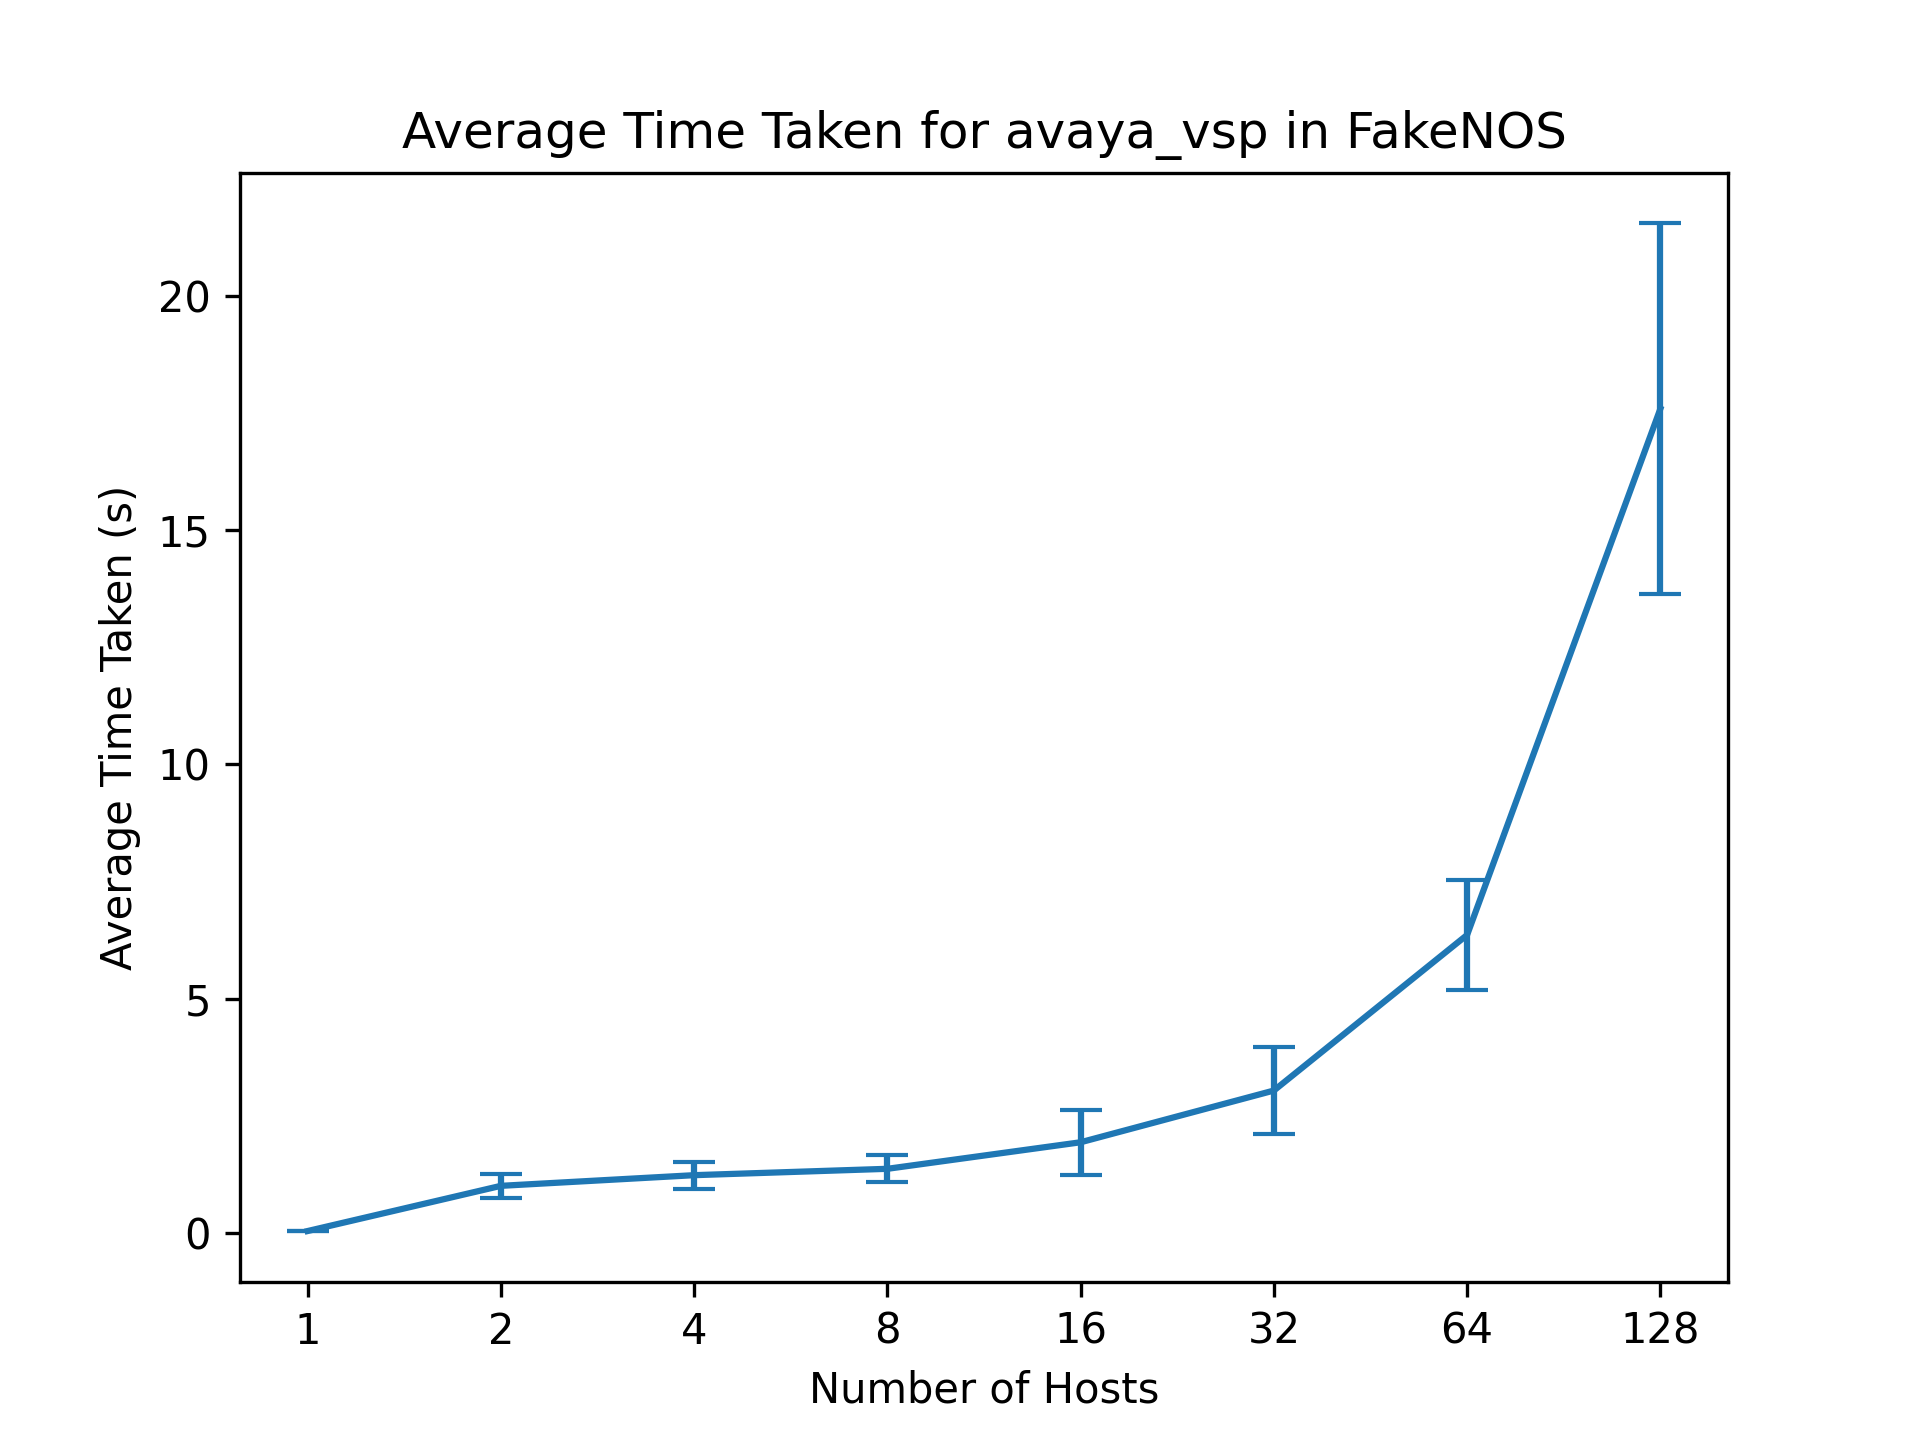 Average Time Taken for avaya_vsp in FakeNOS
Average Time Taken (s)
20
15
10
5
0
1 2 4 8 16 32 64 128
Number of Hosts